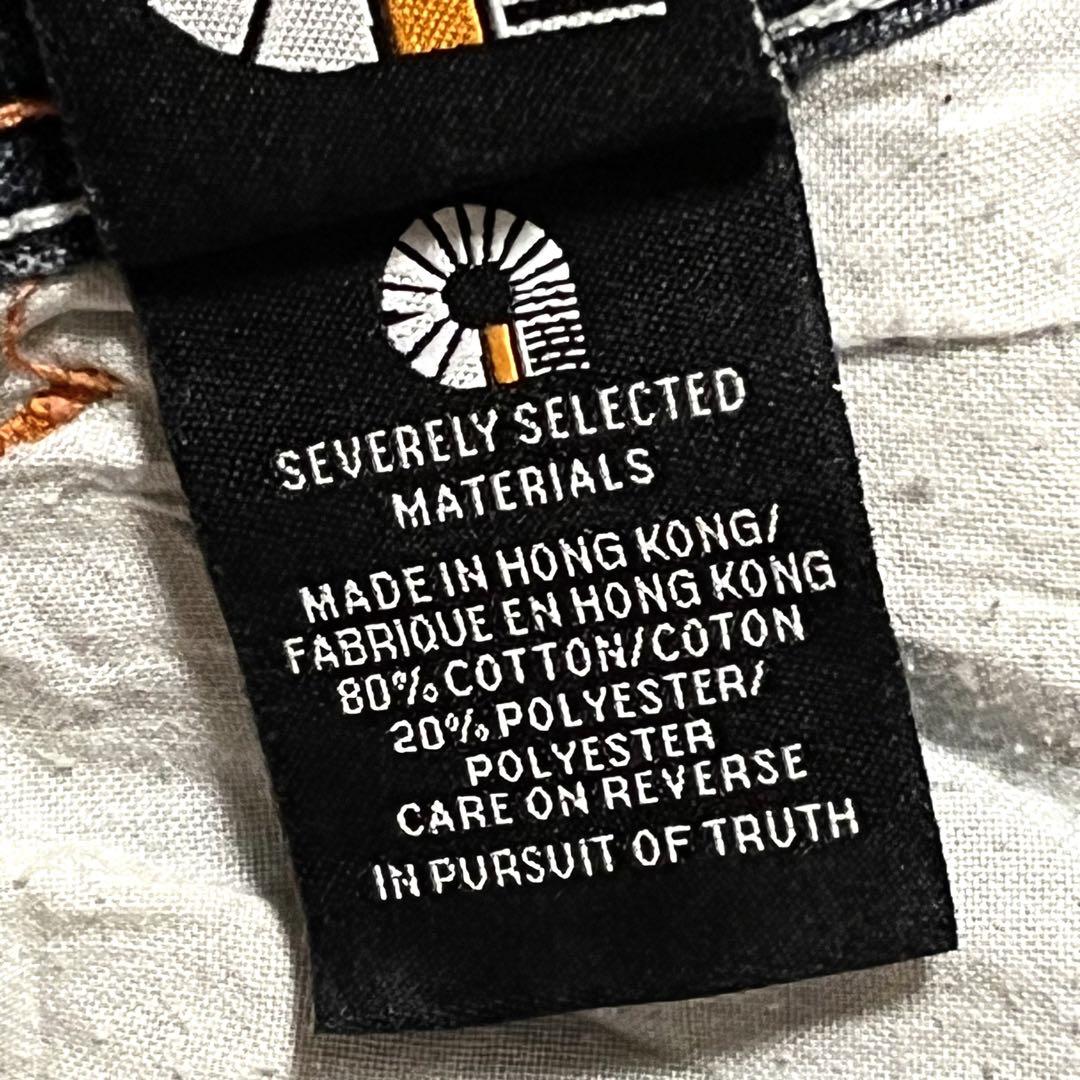 SEVERELY SELECTED
MATERIALS
MADE IN HONG KONG/
FABRIQUE EN HONG KONG
80% COTTON/COTON
20% POLYESTER/
POLYESTER
CARE ON REVERSE
IN PURSUIT OF TRUTH